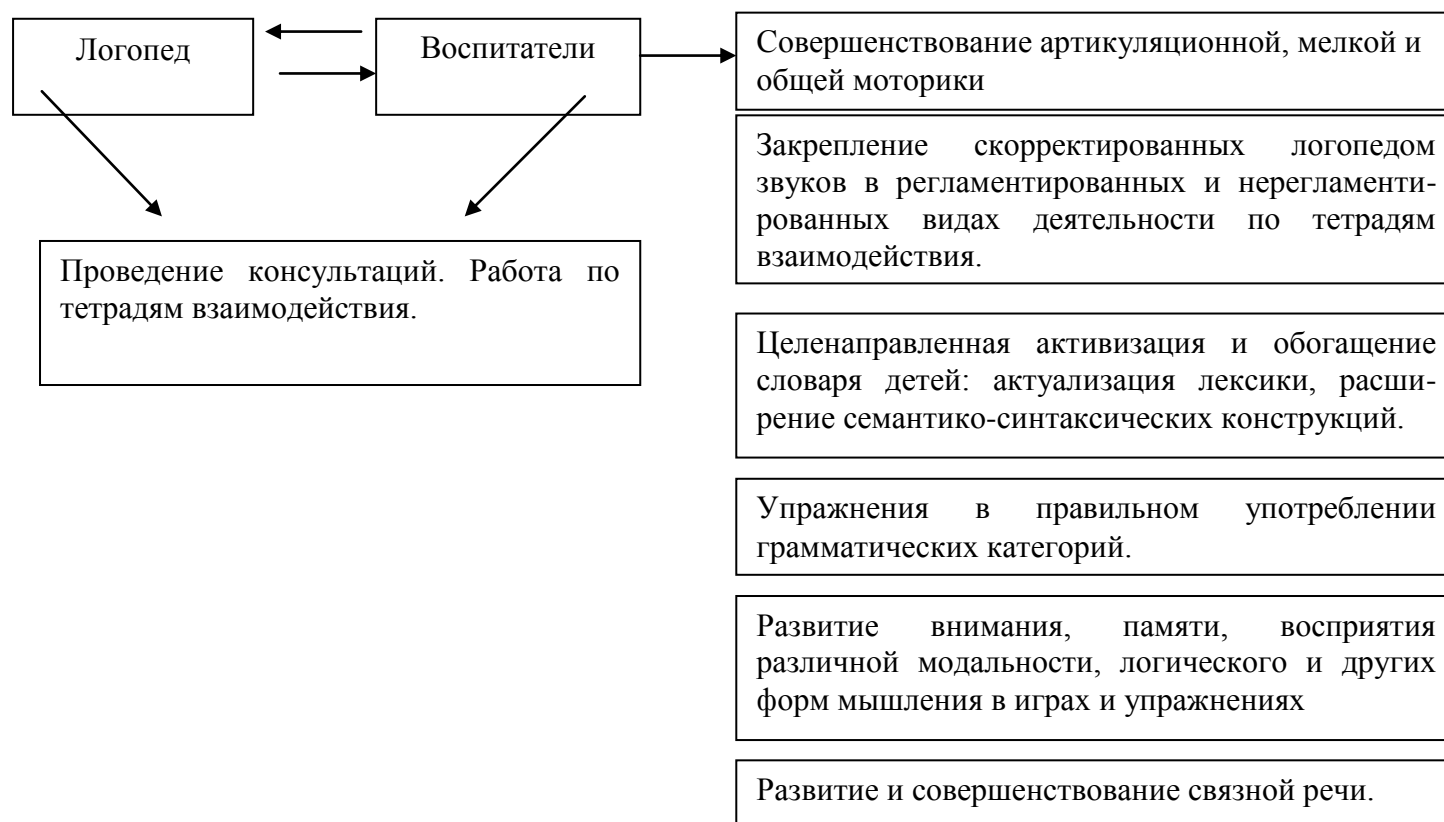 Логопед
Воспитатели
Совершенствование артикуляционной, мелкой и
общей моторики
Закрепление скорректированных логопедом
звуков в регламентированных и нерегламенти-
рованных видах деятельности по тетрадям
взаимодействия.
Проведение консультаций. Работа по
тетрадям взаимодействия.
Целенаправленная активизация и обогащение
словаря детей: актуализация лексики, расши-
рение семантико-синтаксических конструкций.
Упражнения в правильном употреблении
грамматических категорий.
Развитие внимания, памяти, восприятия
различной модальности, логического и других
форм мышления в играх и упражнениях
Развитие и совершенствование связной речи.